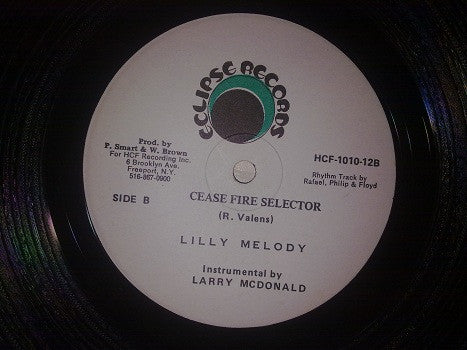 ECLIPSE RECORDS
Prod. by
P. Smart & W. Brown
For HCF Recording Inc.
6 Brooklyn Ave.
Freeport, N.Y.
516-867-0900
HCF-1010-12B
Rhythm Track by
Rafael, Philip & Floyd
SIDE B
CEASE FIRE SELECTOR
(R. Valens)
LILLY MELODY
Instrumental by
LARRY MCDONALD